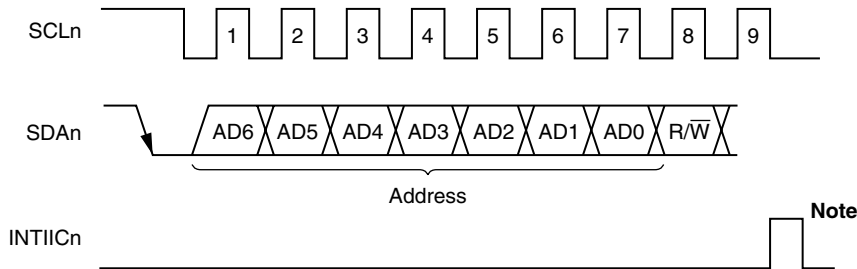 SCLn 1 2 3 4 5 6 7 8 9
SDAn AD6 AD5 AD4 AD3 AD2 AD1 AD0 R/W̅
Address
Note
INTIICn